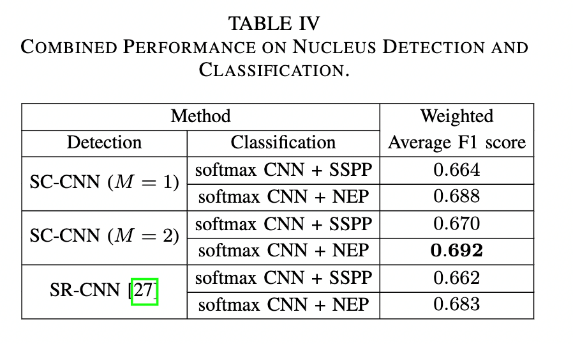 TABLE IV
COMBINED PERFORMANCE ON NUCLEUS DETECTION AND
CLASSIFICATION.
Method Weighted
Detection Classification Average F1 score
SC-CNN (M = 1) softmax CNN + SSPP 0.664
softmax CNN + NEP 0.688
SC-CNN (M = 2) softmax CNN + SSPP 0.670
softmax CNN + NEP 0.692
SR-CNN [27] softmax CNN + SSPP 0.662
softmax CNN + NEP 0.683